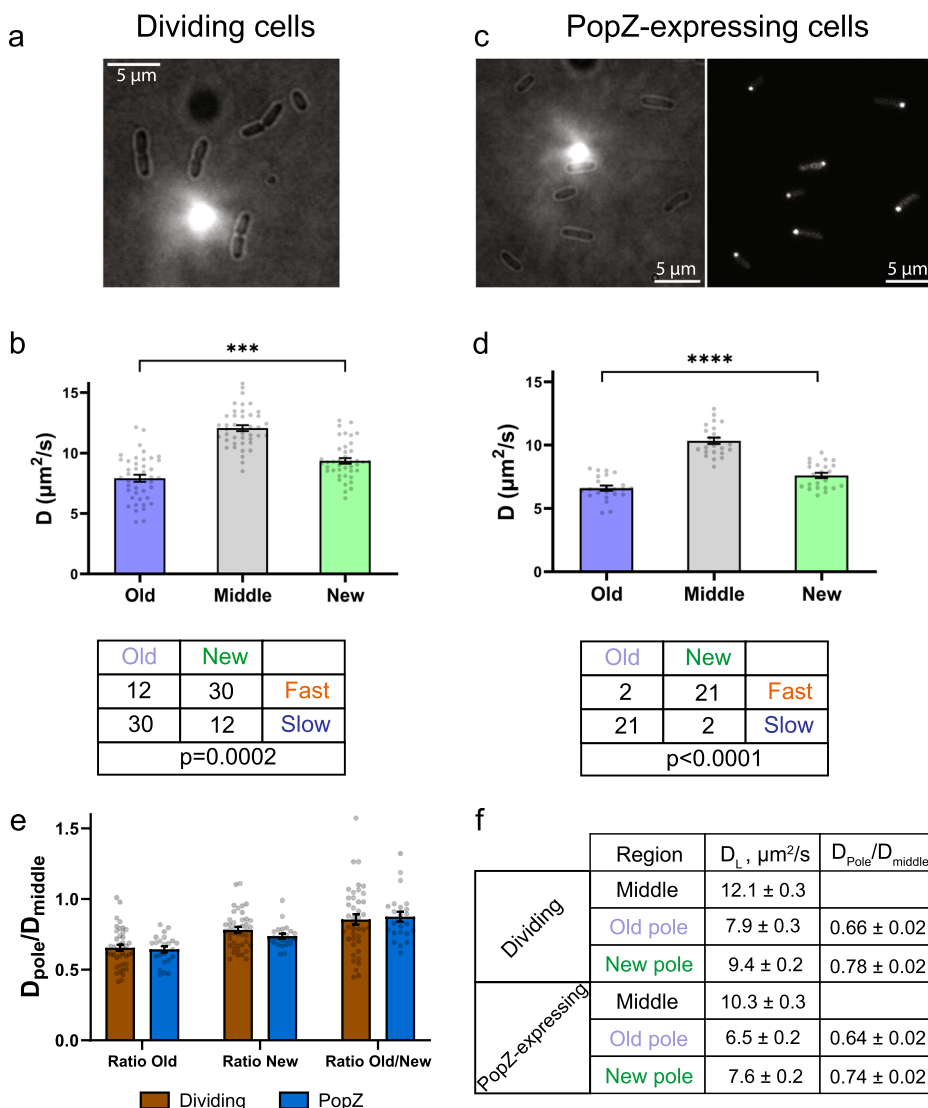 a
Dividing cells
5 µm
c
PopZ-expressing cells
5 µm
5 µm
b
***
D (µm²/s)
15
10
5
0
Old Middle New
Old New
12 30 Fast
30 12 Slow
p=0.0002
d
****
D (µm²/s)
15
10
5
0
Old Middle New
Old New
2 21 Fast
21 2 Slow
p<0.0001
e
Dpole/Dmiddle
1.5
1.0
0.5
0.0
Ratio Old Ratio New Ratio Old/New
Dividing PopZ
f
Region DL , µm²/s DPole/Dmiddle
Dividing
Middle 12.1 ± 0.3
Old pole 7.9 ± 0.3 0.66 ± 0.02
New pole 9.4 ± 0.2 0.78 ± 0.02
PopZ-expressing
Middle 10.3 ± 0.3
Old pole 6.5 ± 0.2 0.64 ± 0.02
New pole 7.6 ± 0.2 0.74 ± 0.02